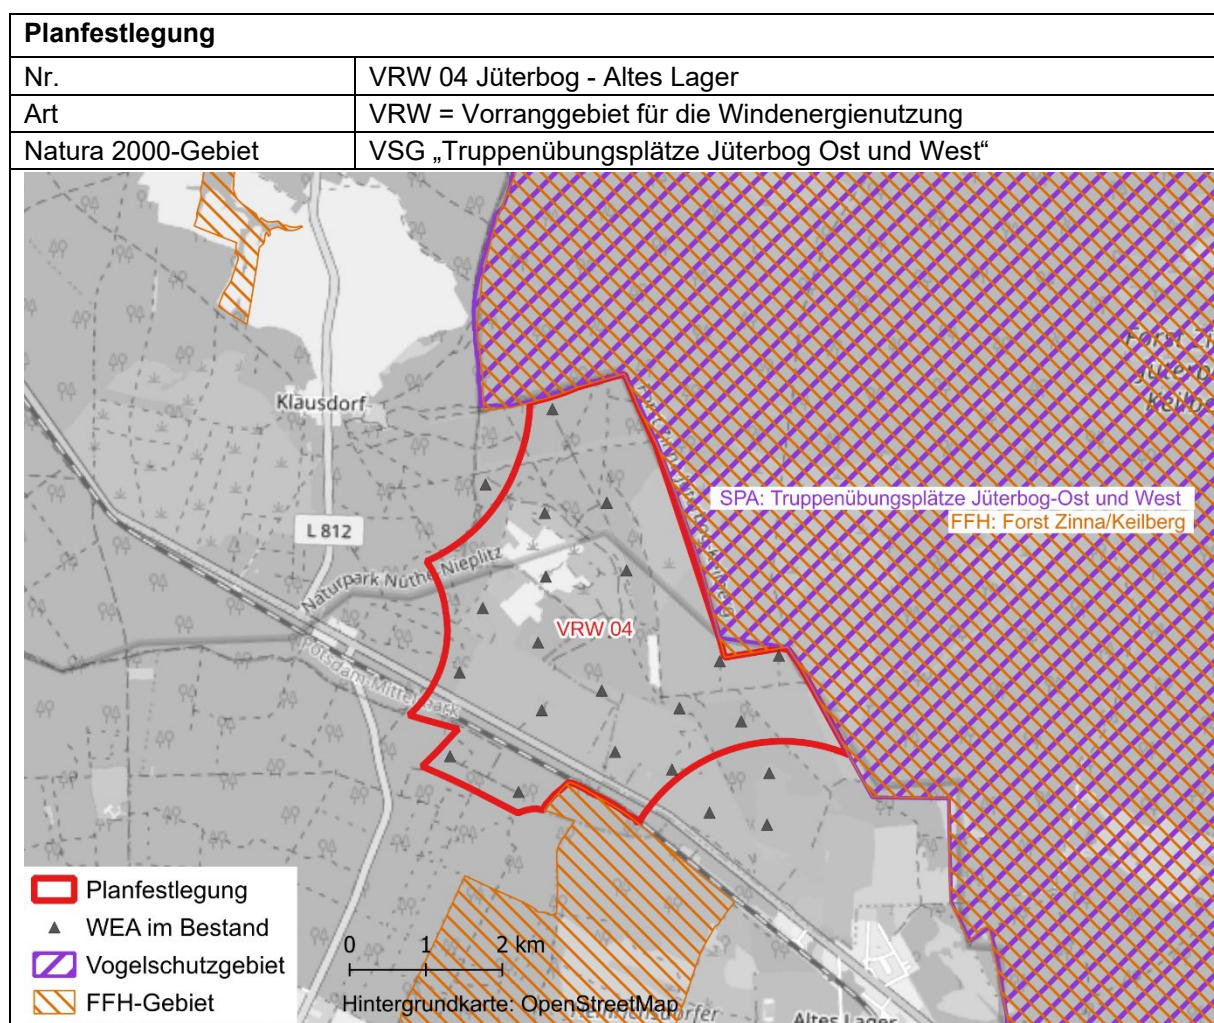 Planfestlegung
Nr. VRW 04 Jüterbog - Altes Lager
Art VRW = Vorranggebiet für die Windenergienutzung
Natura 2000-Gebiet VSG „Truppenübungsplätze Jüterbog Ost und West“
Klausdorf
SPA: Truppenübungsplätze Jüterbog-Ost und West
FFH: Forst Zinna/Keilberg
L 812
Naturpark Nuthe-Nieplitz
VRW 04
Potsdam-Mittelmark
Planfestlegung
WEA im Bestand
Vogelschutzgebiet
FFH-Gebiet
0 1 2 km
Hintergrundkarte: OpenStreetMap
Altes Lager